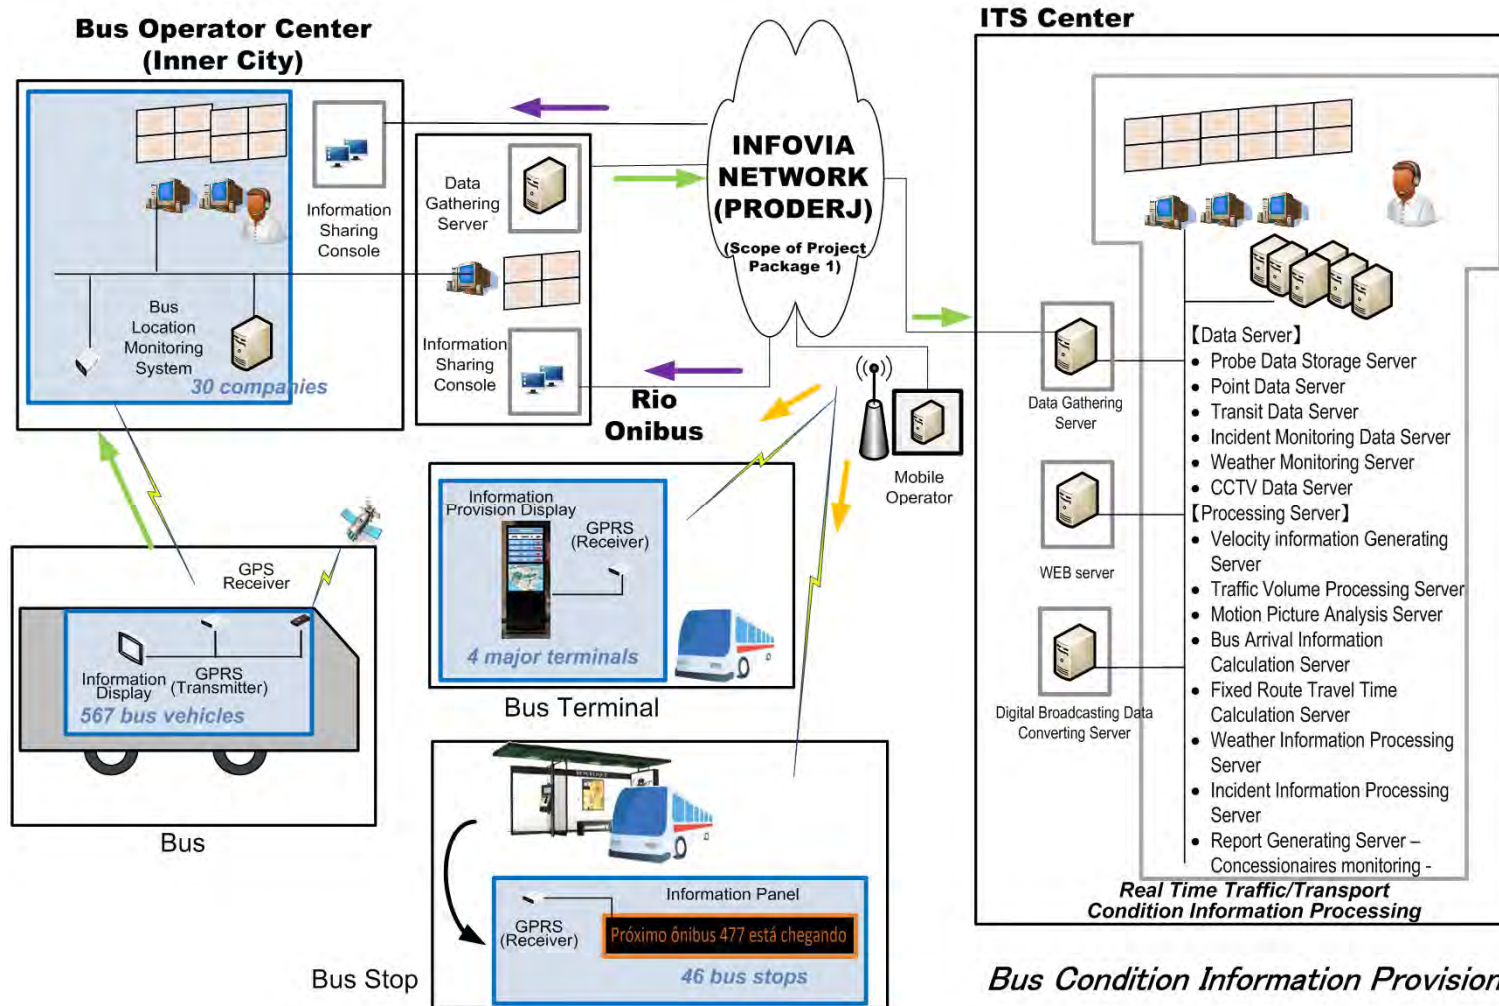 Bus Operator Center
(Inner City)
Information
Sharing
Console
Bus
Location
Monitoring
System
30 companies
Data
Gathering
Server
Information
Sharing
Console
Rio
Onibus
INFOVIA
NETWORK
(PRODERJ)
(Scope of Project
Package 1)
Mobile
Operator
GPS
Receiver
Information
Display
GPRS
(Transmitter)
567 bus vehicles
Bus
Information
Provision Display
GPRS
(Receiver)
4 major terminals
Bus Terminal
Information Panel
GPRS
(Receiver)
Próximo ônibus 477 está chegando
46 bus stops
Bus Stop
ITS Center
Data Gathering
Server
WEB server
Digital Broadcasting Data
Converting Server
【Data Server】
• Probe Data Storage Server
• Point Data Server
• Transit Data Server
• Incident Monitoring Data Server
• Weather Monitoring Server
• CCTV Data Server
【Processing Server】
• Velocity information Generating
Server
• Traffic Volume Processing Server
• Motion Picture Analysis Server
• Bus Arrival Information
Calculation Server
• Fixed Route Travel Time
Calculation Server
• Weather Information Processing
Server
• Incident Information Processing
Server
• Report Generating Server –
Concessionaires monitoring -
Real Time Traffic/Transport
Condition Information Processing
Bus Condition Information Provision